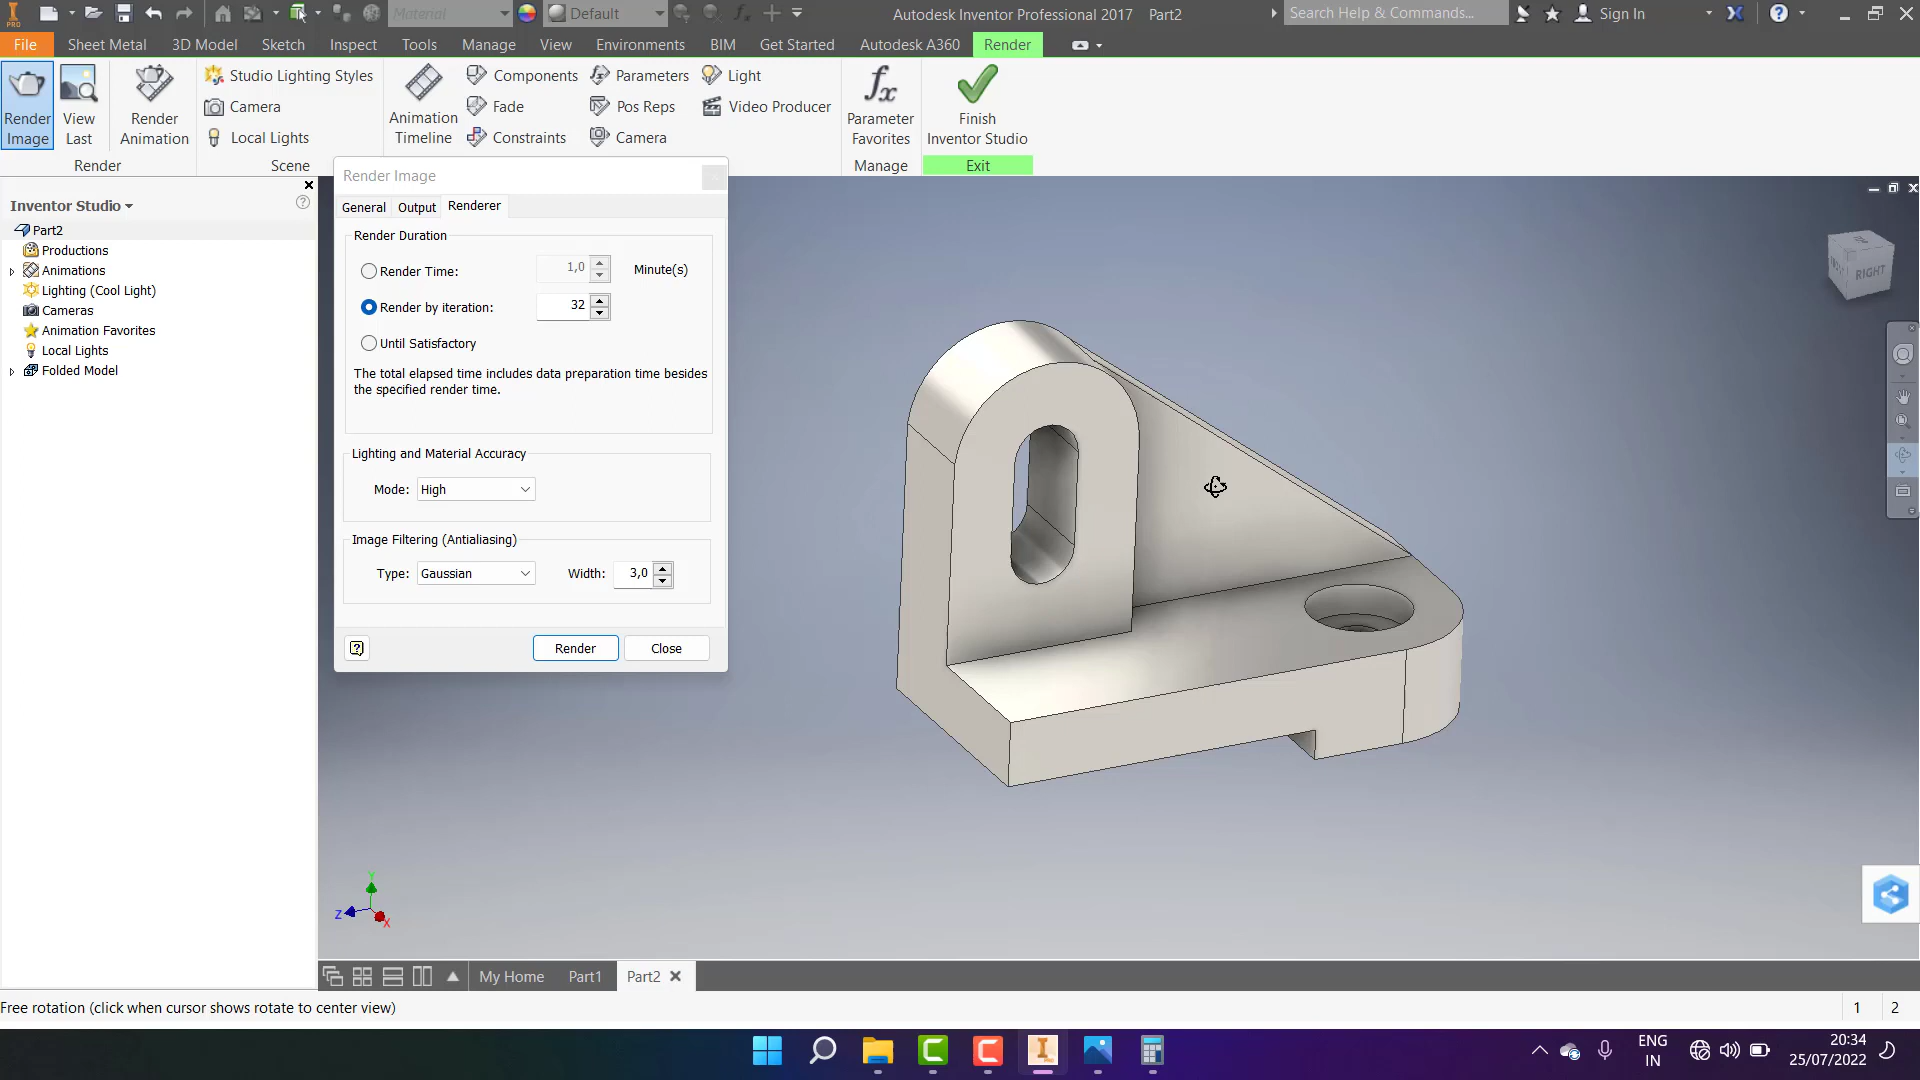 Material
Default
Autodesk Inventor Professional 2017 Part2
Search Help & Commands...
Sign In
PRO
File
Sheet Metal
3D Model
Sketch
Inspect
Tools
Manage
View
Environments
BIM
Get Started
Autodesk A360
Render
Render Image
View Last
Render Animation
Studio Lighting Styles
Camera
Local Lights
Animation Timeline
Components
Fade
Constraints
Parameters
Pos Reps
Camera
Light
Video Producer
Parameter Favorites
Finish Inventor Studio
Render
Scene
Manage
Exit
Inventor Studio
Part2
Productions
Animations
Lighting (Cool Light)
Cameras
Animation Favorites
Local Lights
Folded Model
Render Image
General
Output
Renderer
Render Duration
Render Time:
1,0
Minute(s)
Render by iteration:
32
Until Satisfactory
The total elapsed time includes data preparation time besides
the specified render time.
Lighting and Material Accuracy
Mode:
High
Image Filtering (Antialiasing)
Type:
Gaussian
Width:
3,0
Render
Close
RIGHT
Y
Z
X
My Home
Part1
Part2
Free rotation (click when cursor shows rotate to center view)
1
2
ENG
IN
20:34
25/07/2022